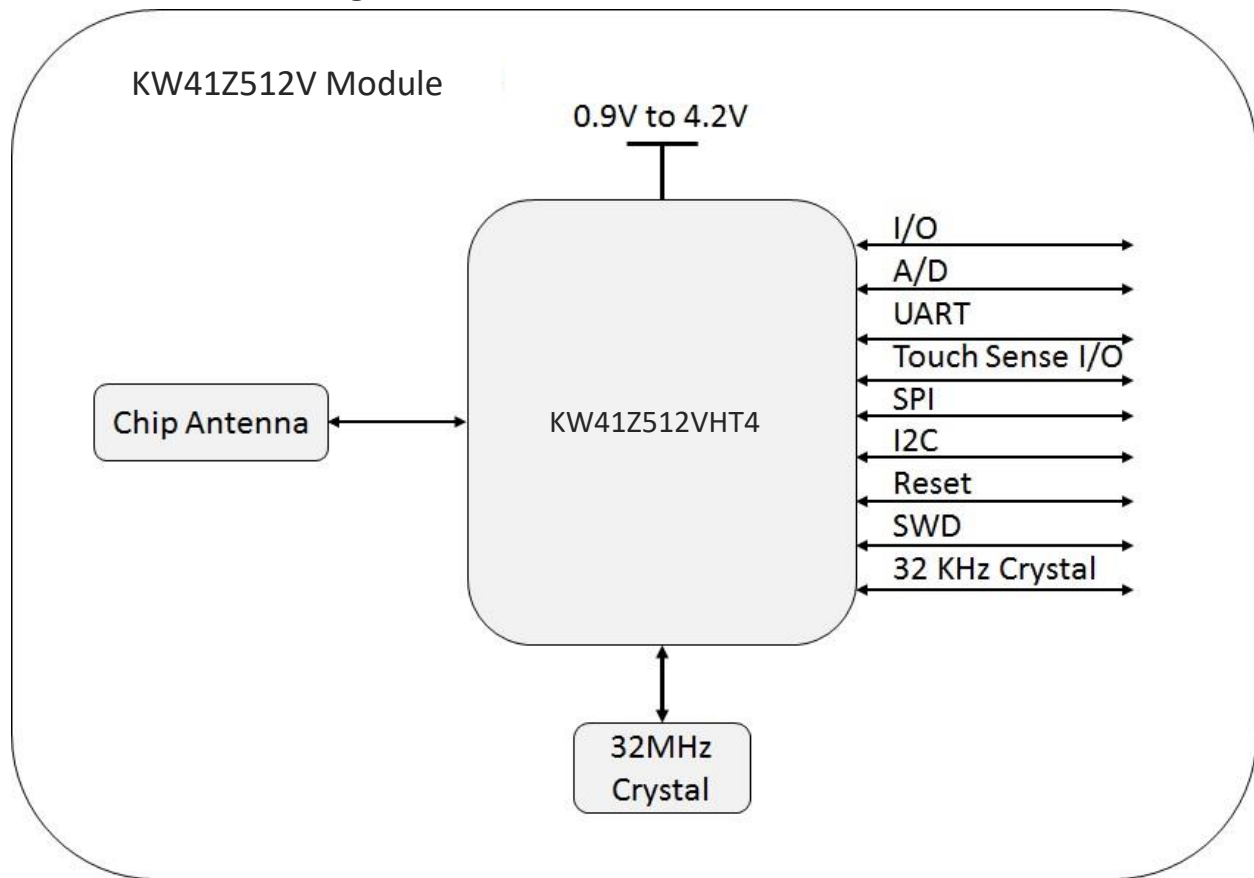 KW41Z512V Module
0.9V to 4.2V
I/O
A/D
UART
Touch Sense I/O
SPI
I2C
Reset
SWD
32 KHz Crystal
Chip Antenna
KW41Z512VHT4
32MHz
Crystal